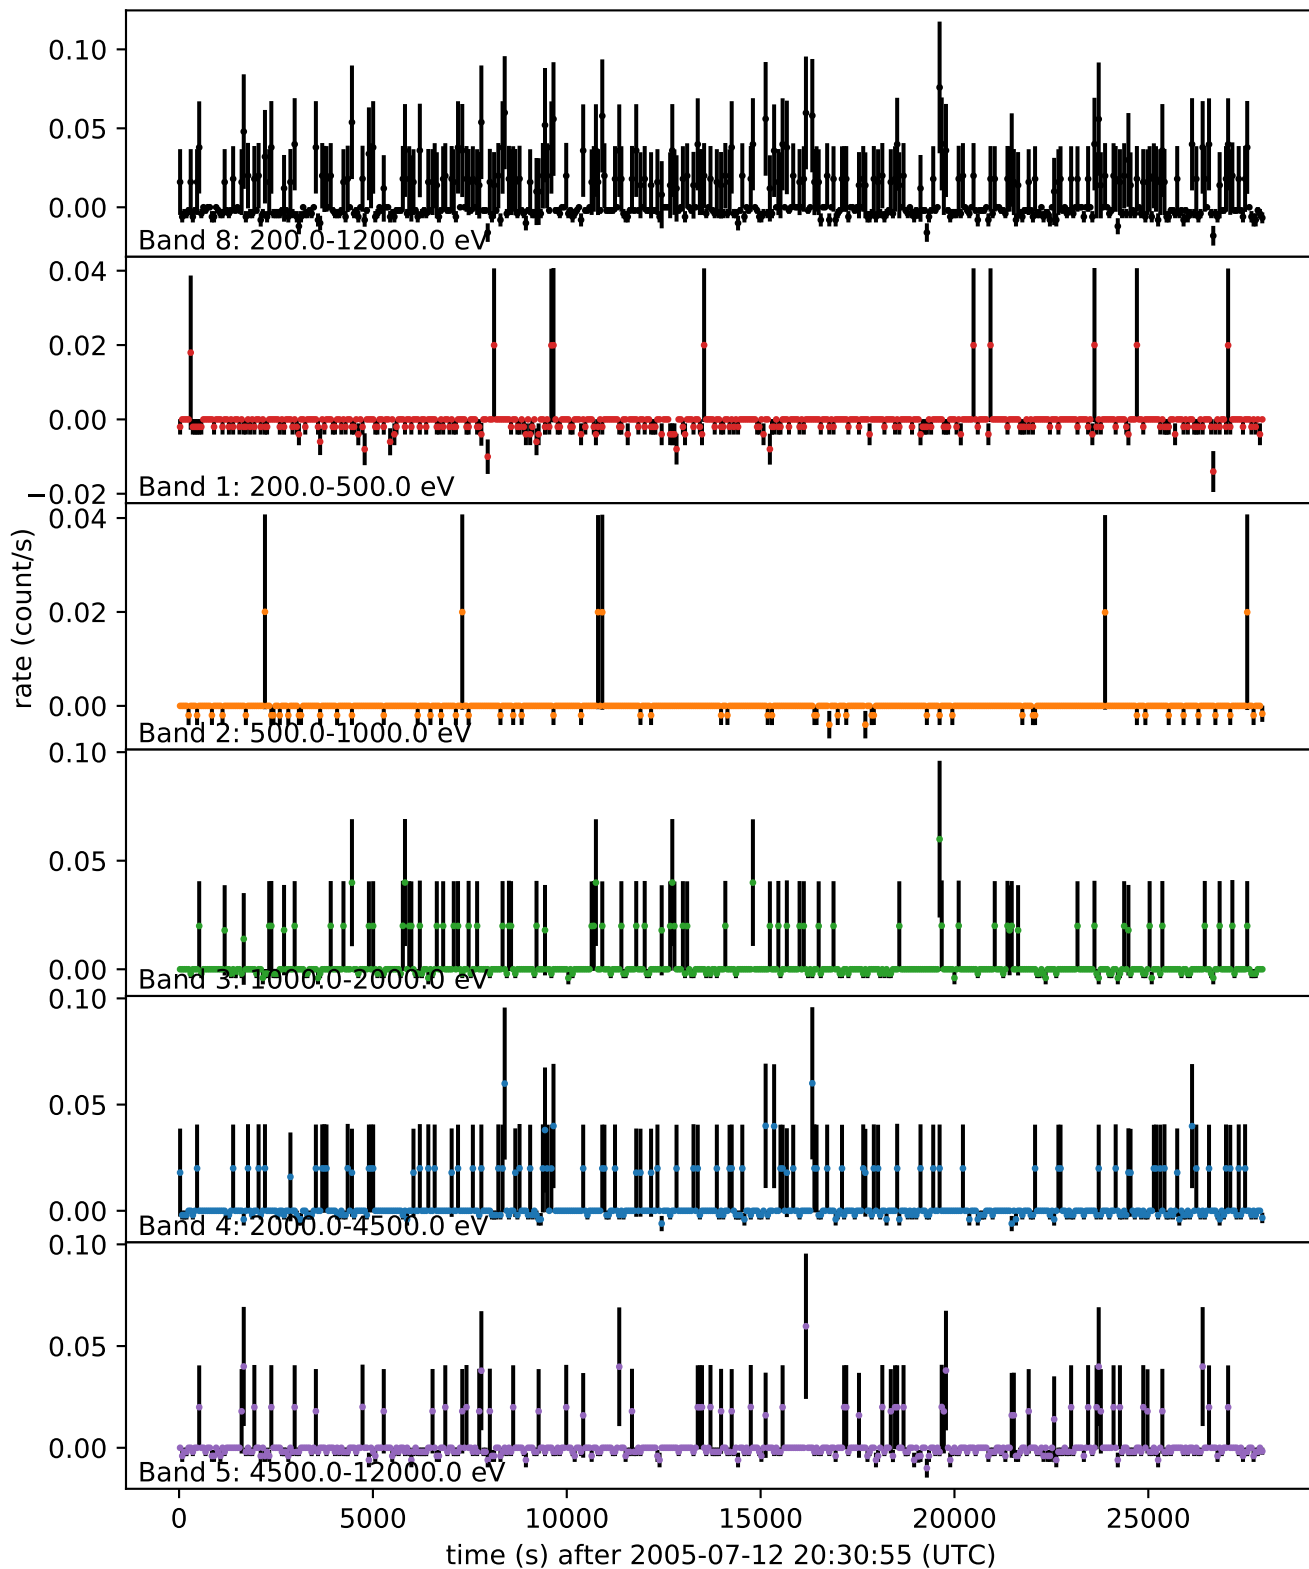 0.10
0.05
0.00
Band 8: 200.0-12000.0 eV
0.04
0.02
0.00
−0.02
Band 1: 200.0-500.0 eV
0.04
0.02
0.00
Band 2: 500.0-1000.0 eV
rate (count/s)
0.10
0.05
0.00
Band 3: 1000.0-2000.0 eV
0.10
0.05
0.00
Band 4: 2000.0-4500.0 eV
0.10
0.05
0.00
Band 5: 4500.0-12000.0 eV
0 5000 10000 15000 20000 25000
time (s) after 2005-07-12 20:30:55 (UTC)